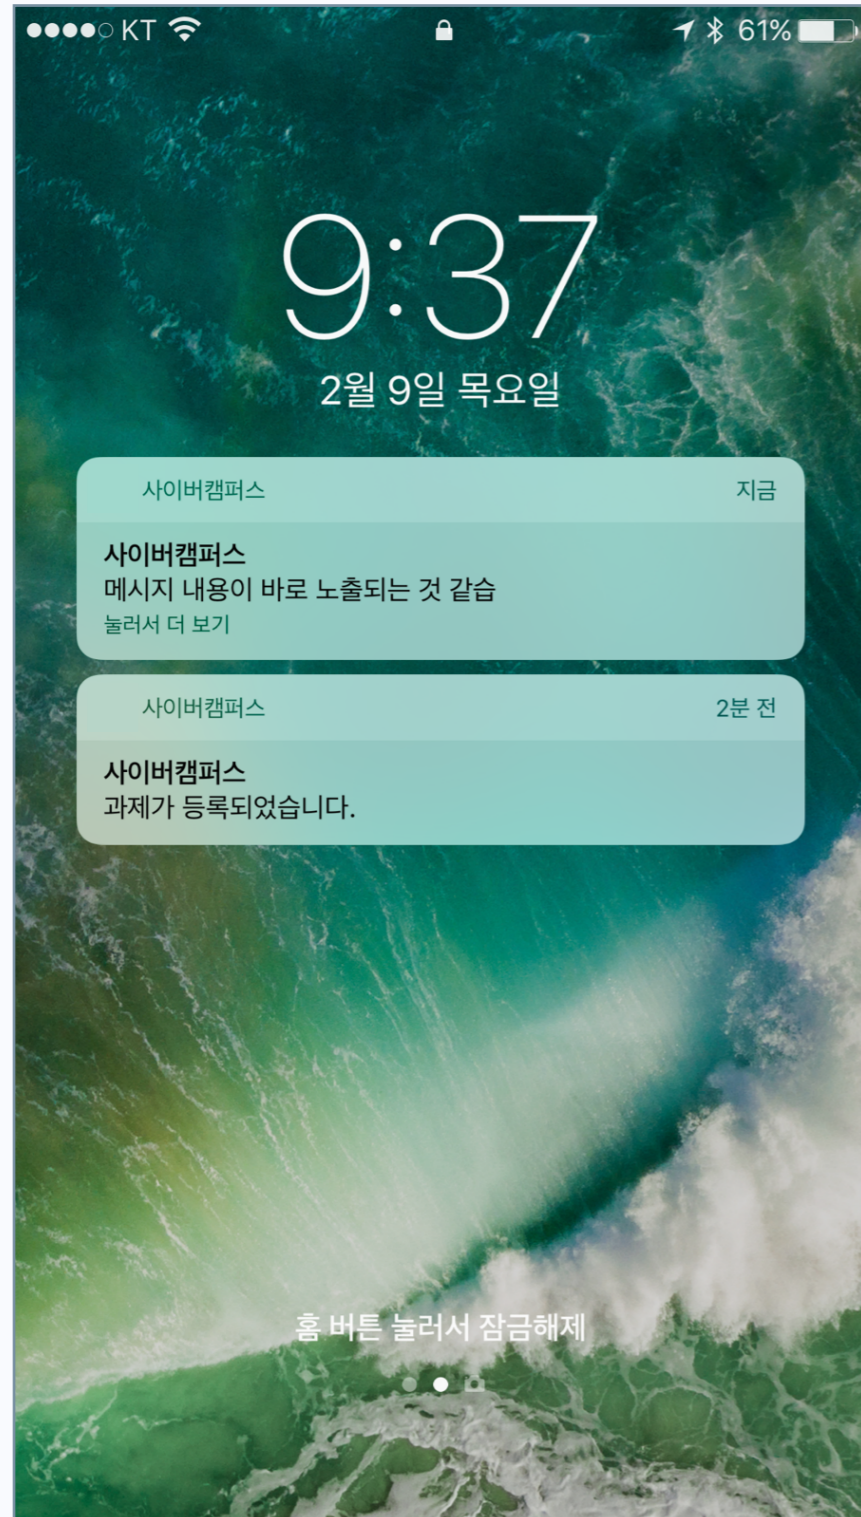 KT 61%
9:37
2월 9일 목요일
사이버캠퍼스 지금
사이버캠퍼스
메시지 내용이 바로 노출되는 것 같습
눌러서 더 보기
사이버캠퍼스 2분 전
사이버캠퍼스
과제가 등록되었습니다.
홈 버튼 눌러서 잠금해제